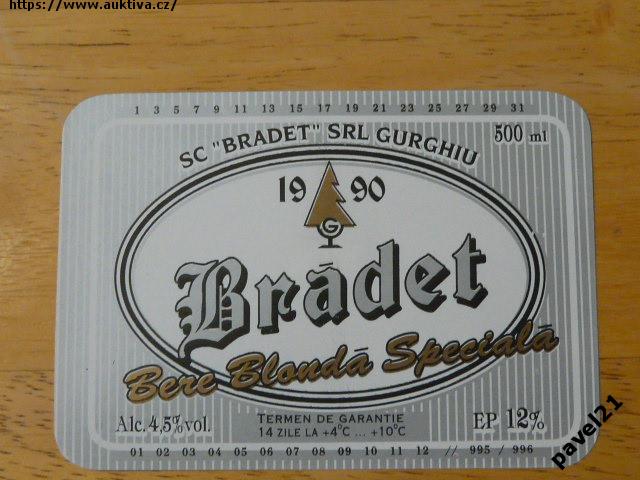 https://www.auktiva.cz/
1 3 5 7 9 11 13 15 17 19 21 23 25 27 29 31
SC "BRADET" SRL GURGHIU
500 ml
19 90
G
Brādet
Bere Blondā Specialā
Alc. 4,5% vol.
TERMEN DE GARANTIE
14 ZILE LA +4°C ... +10°C
EP 12%
01 02 03 04 05 06 07 08 09 10 11 12 // 995 / 996
pavel21